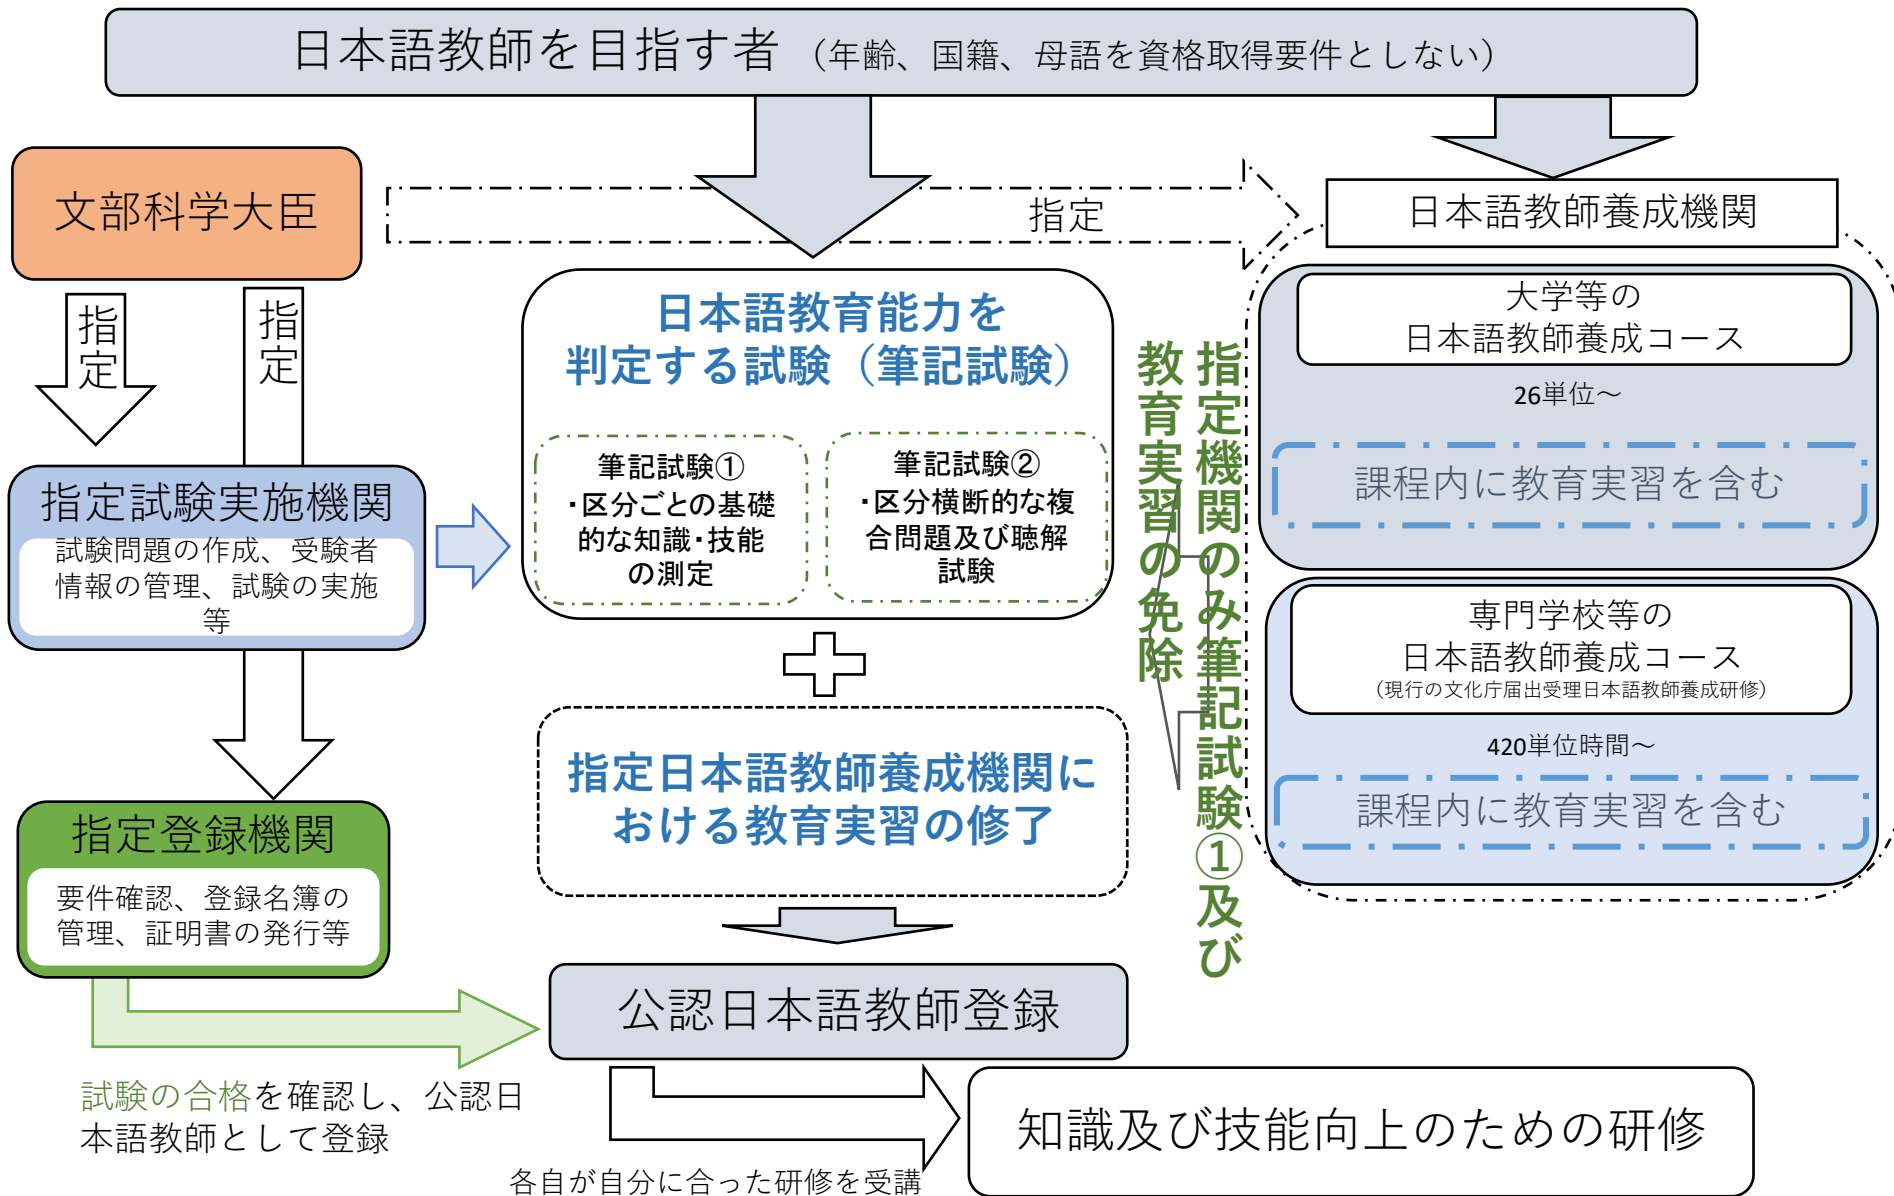 日本語教師を目指す者 （年齢、国籍、母語を資格取得要件としない）
文部科学大臣
指定
指定
指定
日本語教師養成機関
日本語教育能力を
判定する試験（筆記試験）
筆記試験①
・区分ごとの基礎
的な知識・技能
の測定
筆記試験②
・区分横断的な複
合問題及び聴解
試験
指定機関のみ筆記試験①及び
教育実習の免除
大学等の
日本語教師養成コース
26単位～
課程内に教育実習を含む
専門学校等の
日本語教師養成コース
（現行の文化庁届出受理日本語教師養成研修）
420単位時間～
課程内に教育実習を含む
指定試験実施機関
試験問題の作成、受験者
情報の管理、試験の実施
等
指定日本語教師養成機関に
おける教育実習の修了
指定登録機関
要件確認、登録名簿の
管理、証明書の発行等
公認日本語教師登録
試験の合格を確認し、公認日
本語教師として登録
知識及び技能向上のための研修
各自が自分に合った研修を受講